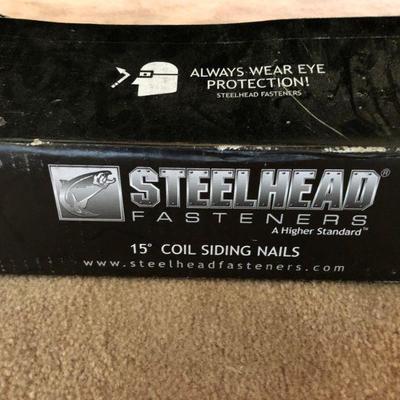 ALWAYS WEAR EYE
PROTECTION!
STEELHEAD FASTENERS
STEELHEAD®
FASTENERS
A Higher Standard™
15° COIL SIDING NAILS
www.steelheadfasteners.com